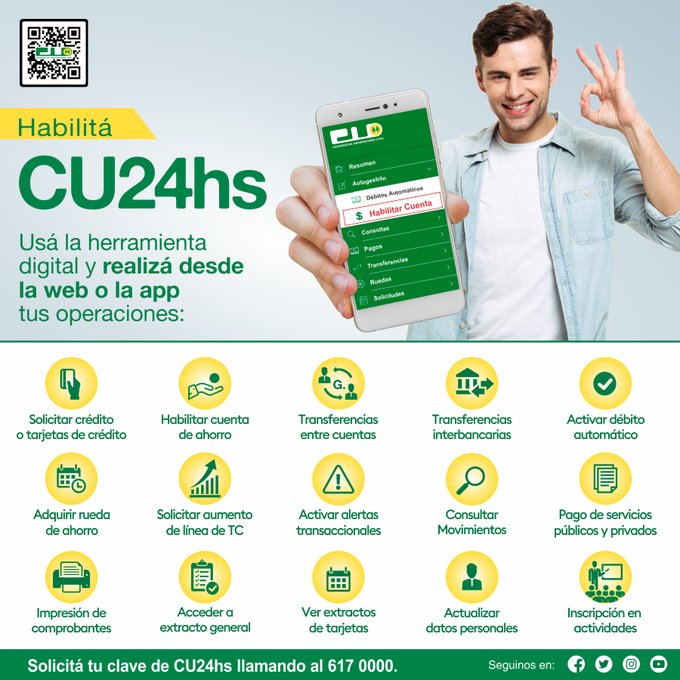 Habilitá
CU24hs
Usá la herramienta
digital y realizá desde
la web o la app
tus operaciones:
Resumen
Autogestión
Débitos Automáticos
$ Habilitar Cuenta
Consultas
Pagos
Transferencias
Ruedas
Solicitudes
Solicitar crédito
o tarjetas de crédito
Habilitar cuenta
de ahorro
G.
Transferencias
entre cuentas
Transferencias
interbancarias
Activar débito
automático
Adquirir rueda
de ahorro
Solicitar aumento
de línea de TC
Activar alertas
transaccionales
Consultar
Movimientos
Pago de servicios
públicos y privados
Impresión de
comprobantes
Acceder a
extracto general
Ver extractos
de tarjetas
Actualizar
datos personales
Inscripción en
actividades
Solicitá tu clave de CU24hs llamando al 617 0000.
Seguinos en: